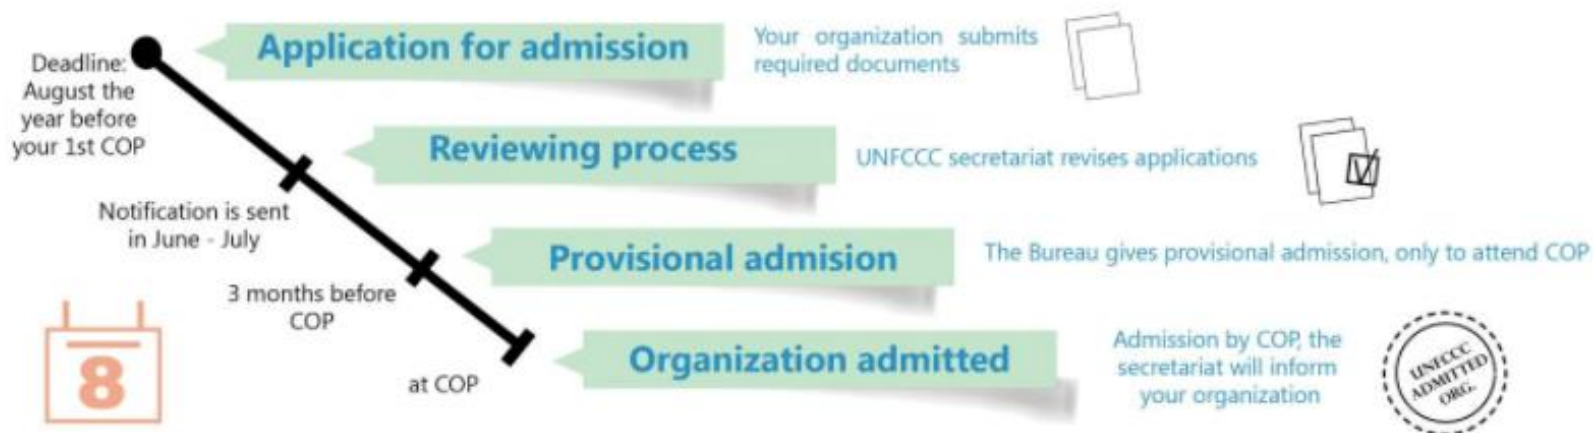 Application for admission
Your organization submits
required documents
Deadline:
August the
year before
your 1st COP
Reviewing process
UNFCCC secretariat revises applications
Notification is sent
in June - July
Provisional admision
The Bureau gives provisional admission, only to attend COP
3 months before
COP
8
Organization admitted
Admission by COP, the
secretariat will inform
your organization
at COP
UNFCCC
ADMITTED
ORG.